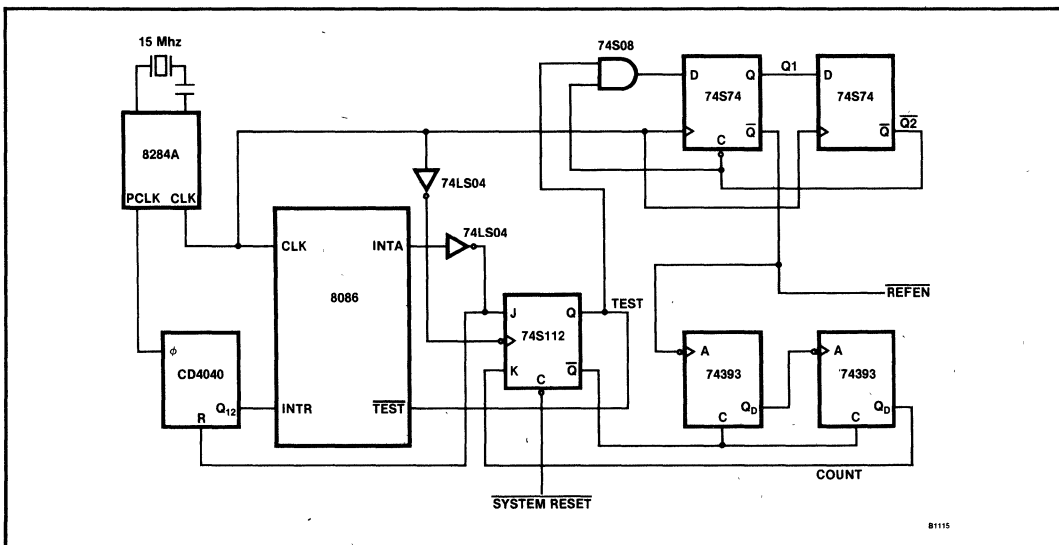 15 Mhz
8284A
PCLK CLK
CLK
INTA
8086
INTR
TEST
CD4040
φ
Q12
R
74LS04
74LS04
74S08
D Q
74S74
Q
C
Q1
D
74S74
Q
Q2
J Q
74S112
K Q
C
TEST
SYSTEM RESET
REFEN
A
74393
QD
C
A
74393
QD
C
COUNT
B1115